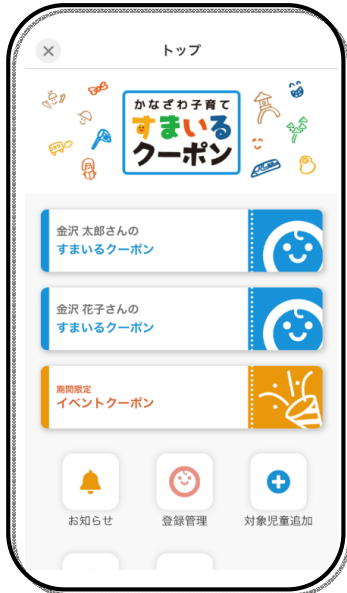 トップ
かなざわ子育て
すまいる
クーポン
金沢 太郎さんの
すまいるクーポン
金沢 花子さんの
すまいるクーポン
期間限定
イベントクーポン
お知らせ
登録管理
対象児童追加